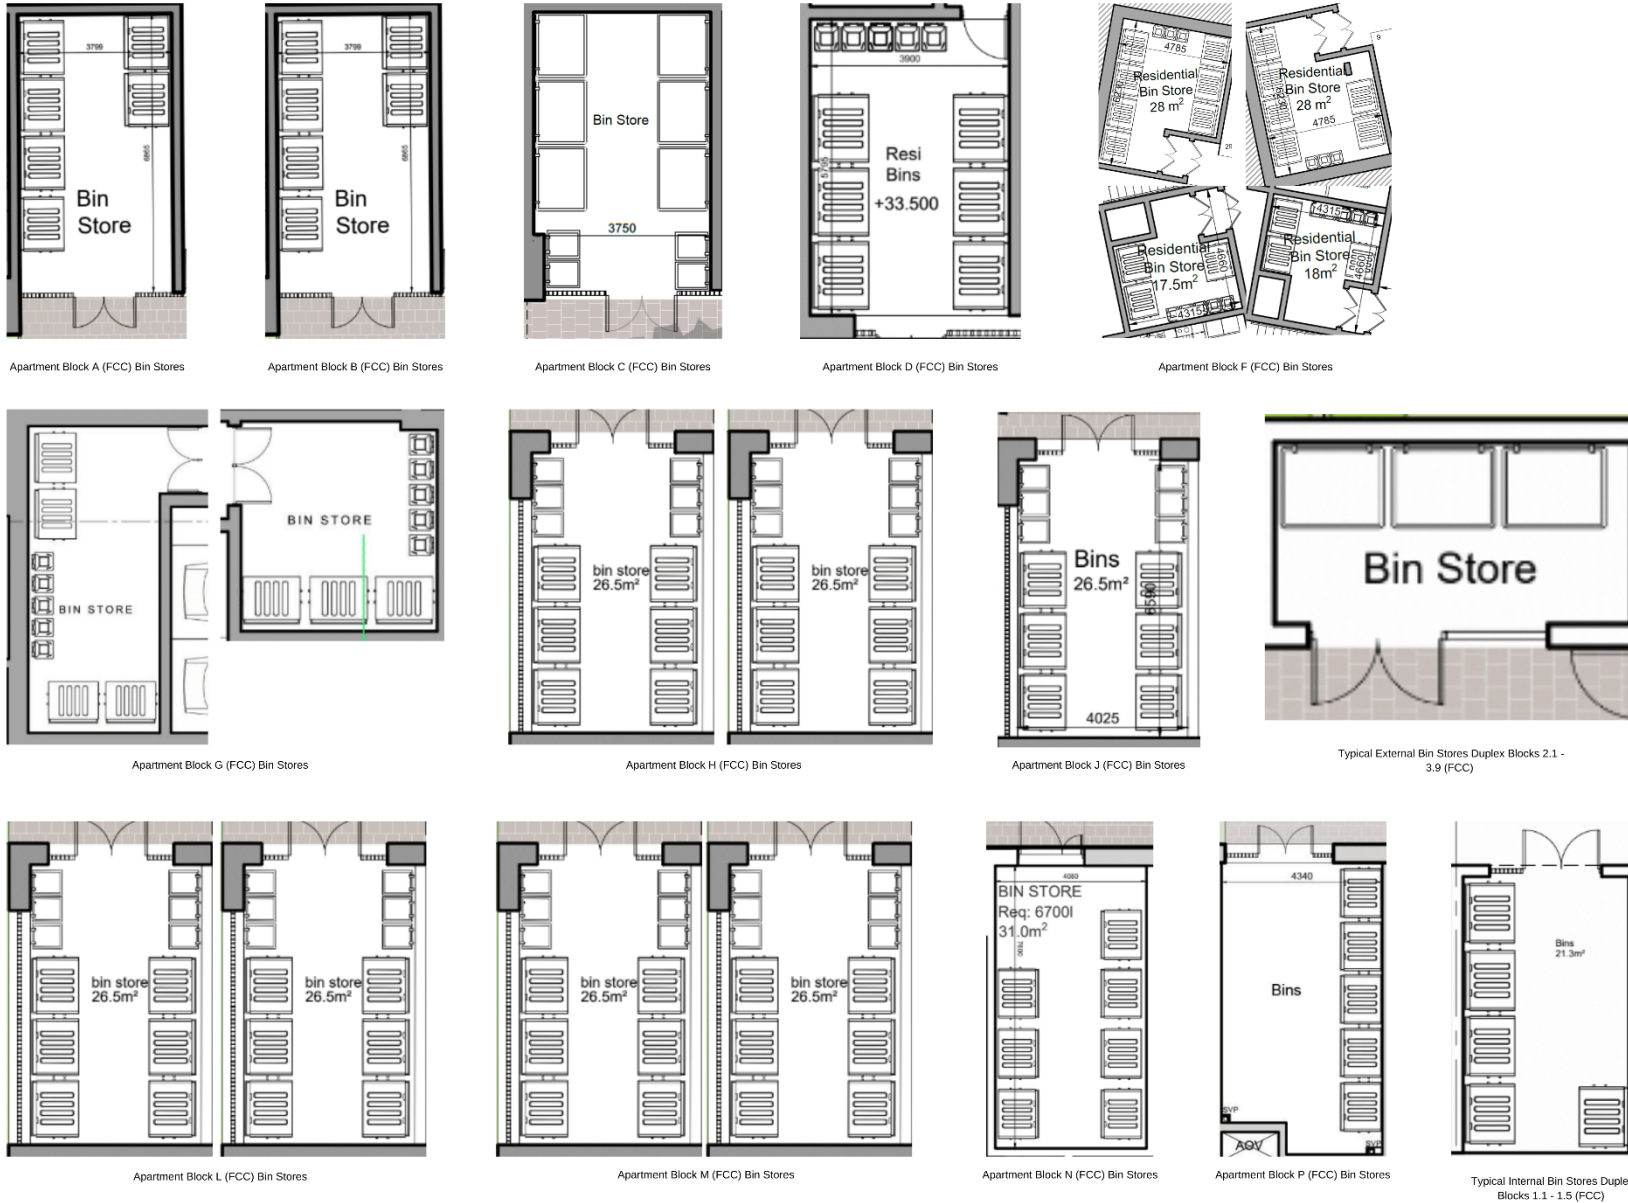 3799
6865
Bin
Store
Apartment Block A (FCC) Bin Stores
3799
6865
Bin
Store
Apartment Block B (FCC) Bin Stores
Bin Store
3750
Apartment Block C (FCC) Bin Stores
3900
5795
Resi
Bins
+33.500
Apartment Block D (FCC) Bin Stores
4785
Residential
Bin Store
28 m²
Residential
Bin Store
28 m²
4785
9
Residential
Bin Store
17.5m²
4660
4315
4315
Residential
Bin Store
18m²
4660
Apartment Block F (FCC) Bin Stores
BIN STORE
BIN STORE
Apartment Block G (FCC) Bin Stores
bin store
26.5m²
bin store
26.5m²
Apartment Block H (FCC) Bin Stores
Bins
26.5m²
6590
4025
Apartment Block J (FCC) Bin Stores
Bin Store
Typical External Bin Stores Duplex Blocks 2.1 -
3.9 (FCC)
bin store
26.5m²
bin store
26.5m²
Apartment Block L (FCC) Bin Stores
bin store
26.5m²
bin store
26.5m²
Apartment Block M (FCC) Bin Stores
4080
BIN STORE
Req: 6700l
31.0m²
7600
Apartment Block N (FCC) Bin Stores
4340
Bins
SVP
AOV
SVP
Apartment Block P (FCC) Bin Stores
Bins
21.3m²
Typical Internal Bin Stores Duple
Blocks 1.1 - 1.5 (FCC)